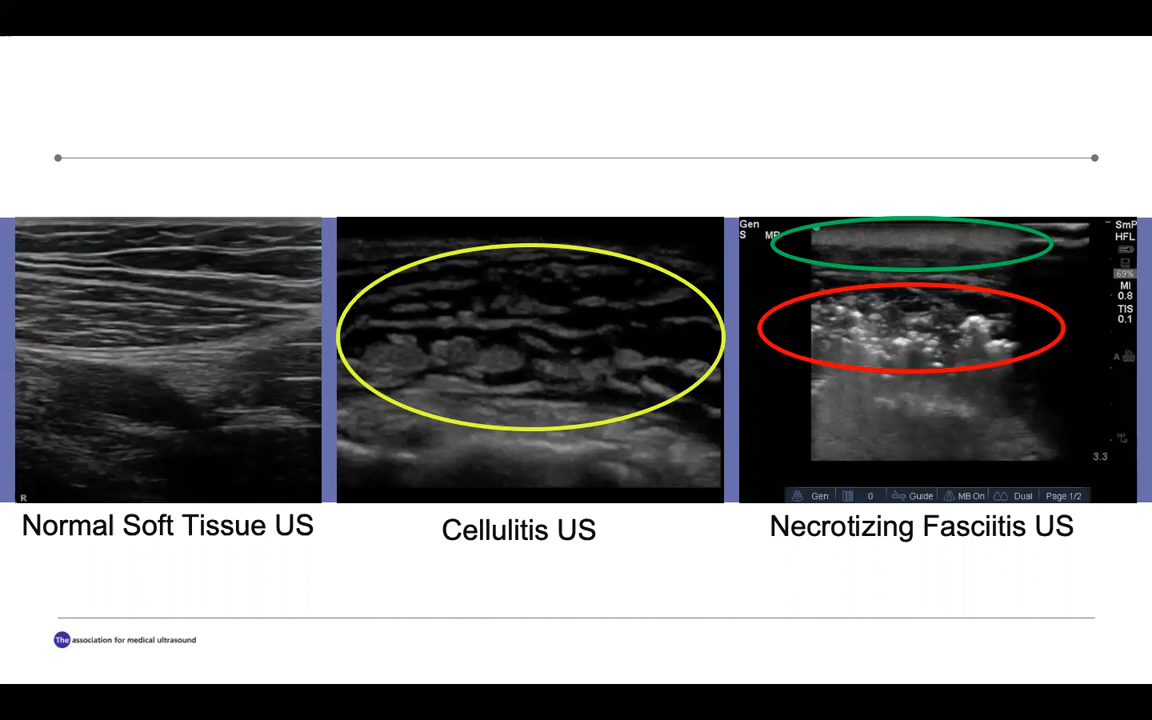 Gen
S
MB
SmP
HFL
69%
MI
0.8
TIS
0.1
A
3.3
R
Gen
0
Guide
MB On
Dual
Page 1/2
Normal Soft Tissue US
Cellulitis US
Necrotizing Fasciitis US
The association for medical ultrasound